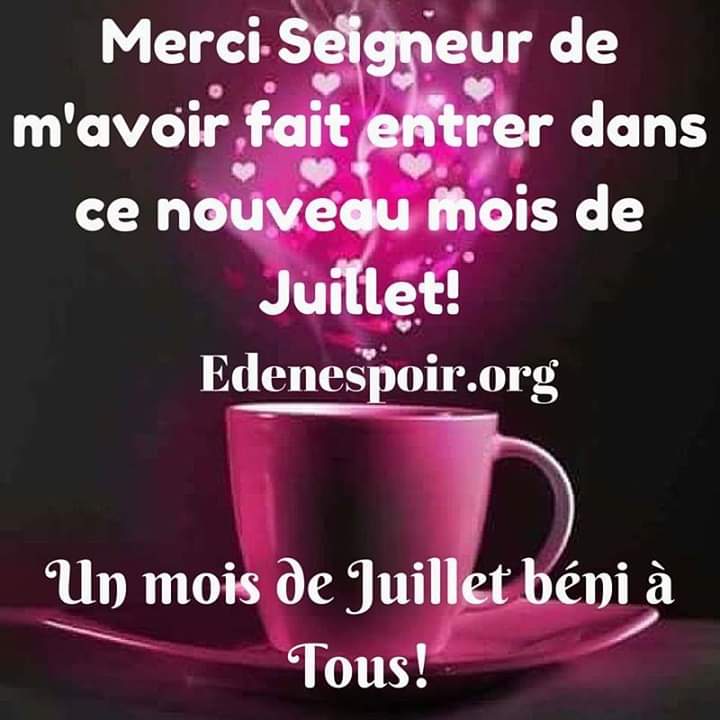 Merci Seigneur de
m'avoir fait entrer dans
ce nouveau mois de
Juillet!
Edenespoir.org
Un mois de Juillet béni à
Tous!